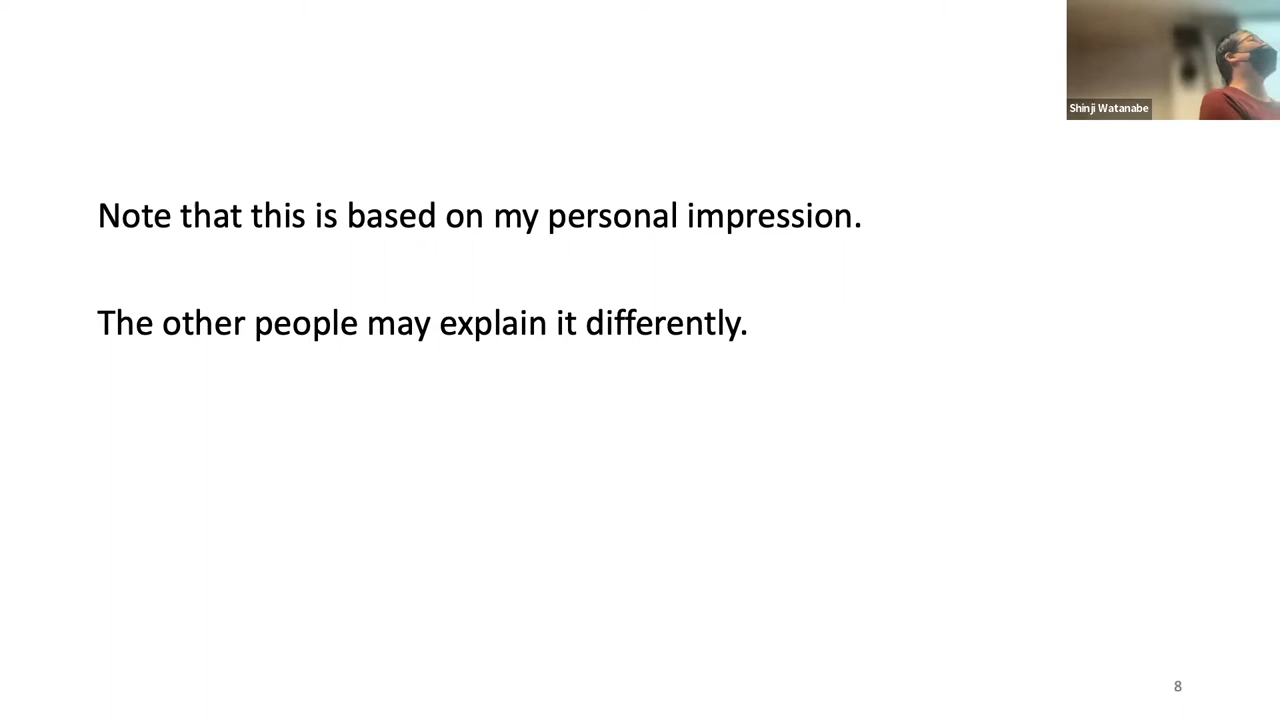 Shinji Watanabe
Note that this is based on my personal impression.
The other people may explain it differently.
8